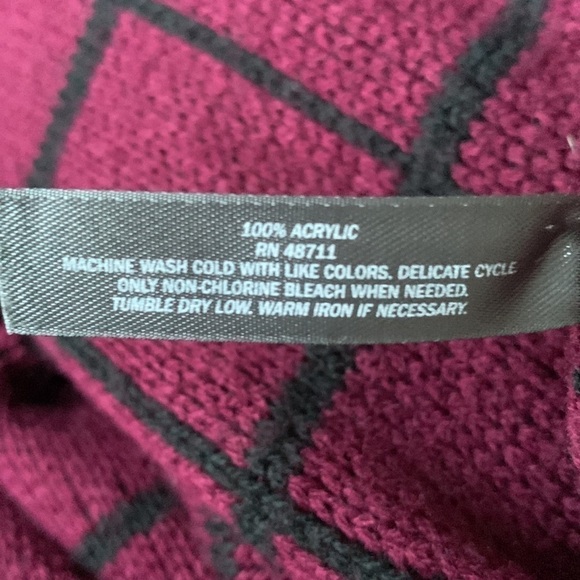 100% ACRYLIC
RN 48711
MACHINE WASH COLD WITH LIKE COLORS. DELICATE CYCLE
ONLY NON-CHLORINE BLEACH WHEN NEEDED.
TUMBLE DRY LOW. WARM IRON IF NECESSARY.